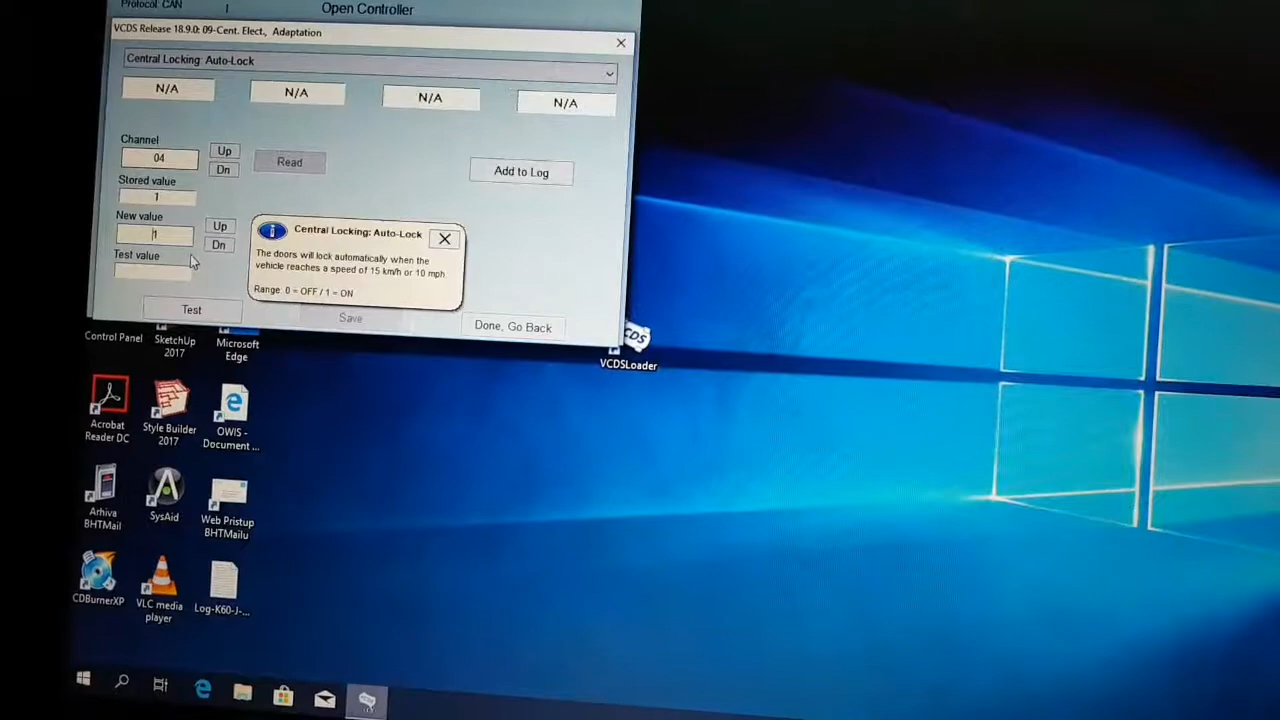 Protocol: CAN
Open Controller
VCDS Release 18.9.0: 09-Cent. Elect., Adaptation
Central Locking: Auto-Lock
N/A
N/A
N/A
N/A
Channel
04
Up
Dn
Read
Add to Log
Stored value
1
New value
1
Up
Dn
Test value
Central Locking: Auto-Lock
The doors will lock automatically when the
vehicle reaches a speed of 15 km/h or 10 mph.
Range: 0 = OFF / 1 = ON
Test
Save
Done, Go Back
Control Panel
SketchUp
2017
Microsoft
Edge
CDS
VCDSLoader
Acrobat
Reader DC
Style Builder
2017
OWIS -
Document ...
Arhiva
BHTMail
SysAid
Web Pristup
BHTMailu
CDBurnerXP
VLC media
player
Log-K60-J-...